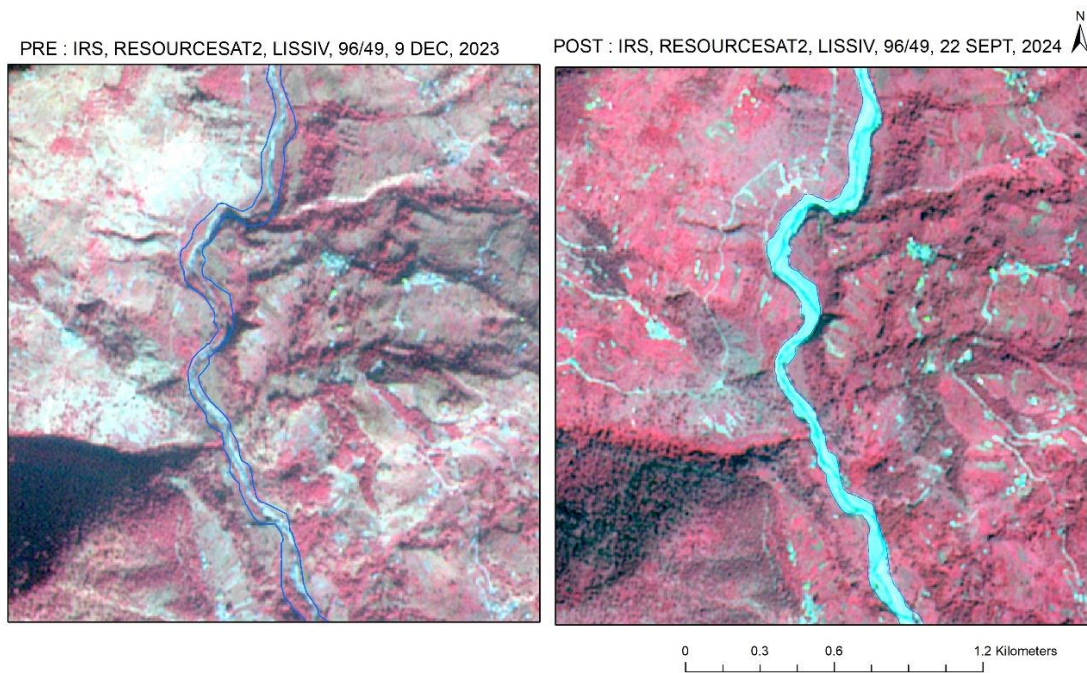 N
PRE : IRS, RESOURCESAT2, LISSIV, 96/49, 9 DEC, 2023
POST : IRS, RESOURCESAT2, LISSIV, 96/49, 22 SEPT, 2024
0 0.3 0.6 1.2 Kilometers